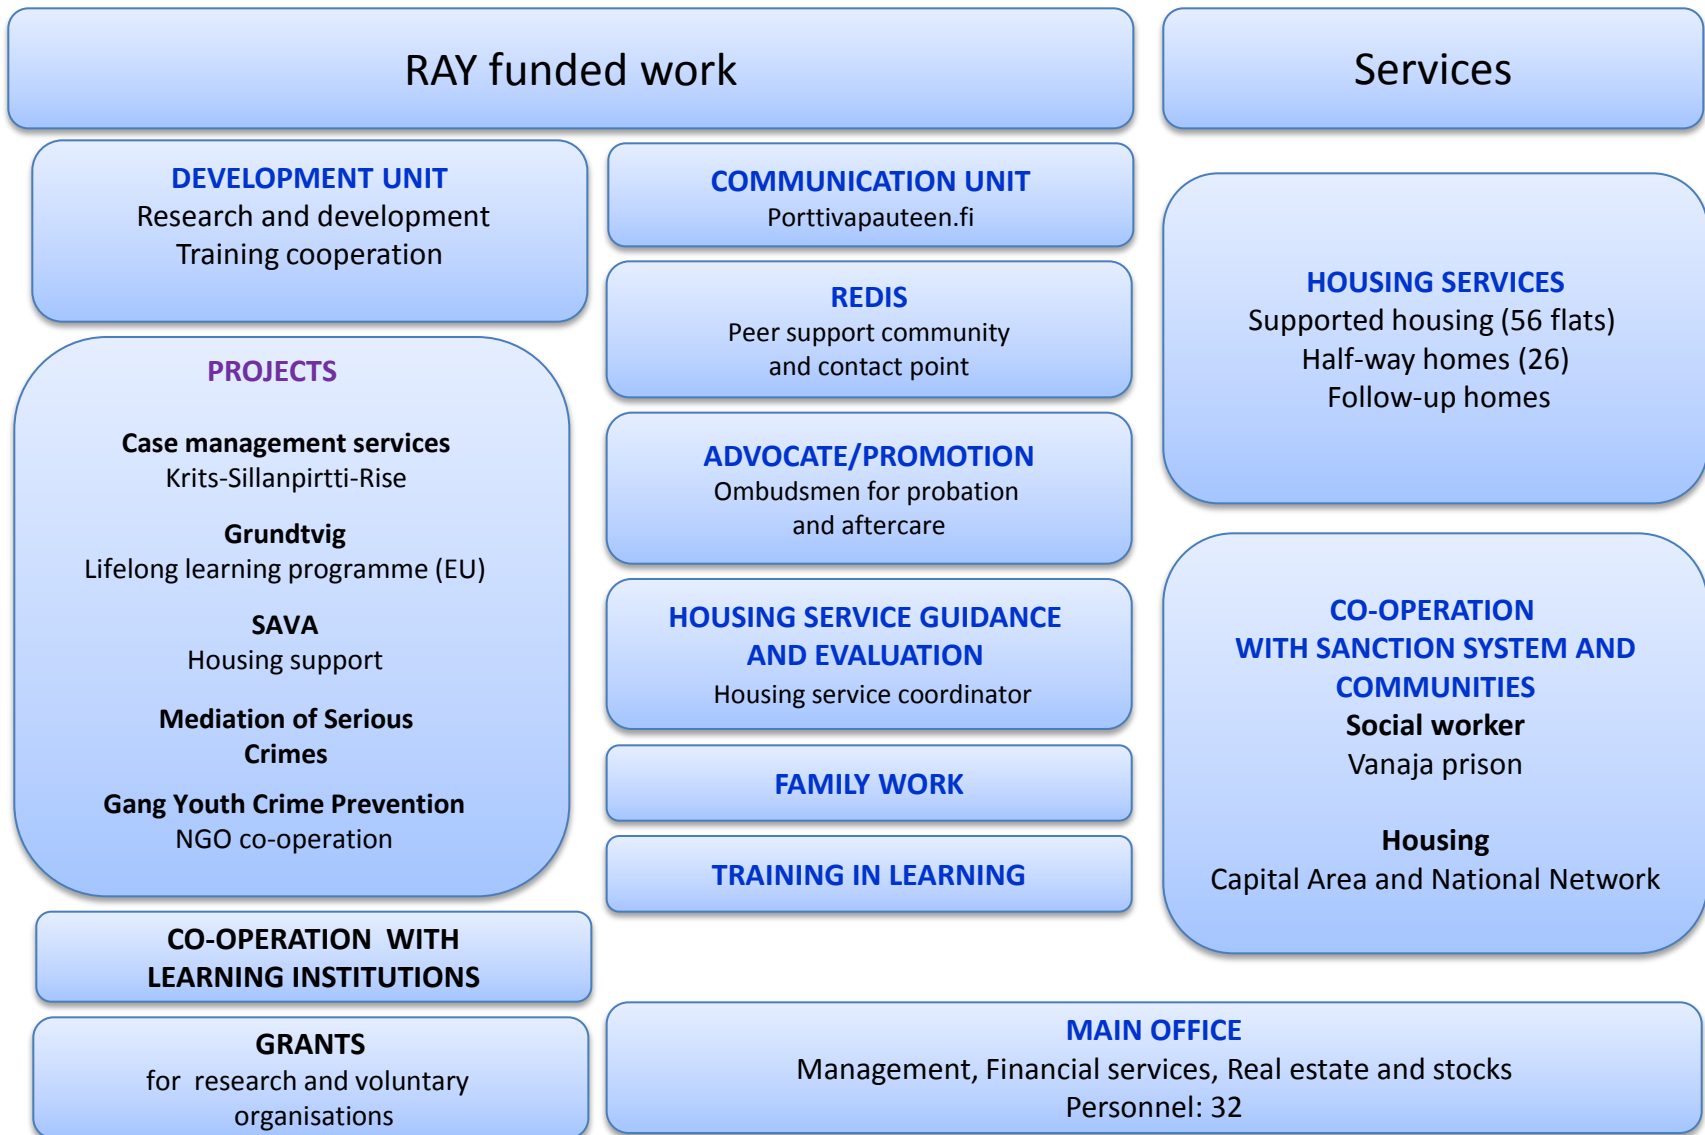 RAY funded work
Services
DEVELOPMENT UNIT
Research and development
Training cooperation
PROJECTS
Case management services
Krits-Sillanpirtti-Rise
Grundtvig
Lifelong learning programme (EU)
SAVA
Housing support
Mediation of Serious
Crimes
Gang Youth Crime Prevention
NGO co-operation
CO-OPERATION WITH
LEARNING INSTITUTIONS
GRANTS
for research and voluntary
organisations
COMMUNICATION UNIT
Porttivapauteen.fi
REDIS
Peer support community
and contact point
ADVOCATE/PROMOTION
Ombudsmen for probation
and aftercare
HOUSING SERVICE GUIDANCE
AND EVALUATION
Housing service coordinator
FAMILY WORK
TRAINING IN LEARNING
HOUSING SERVICES
Supported housing (56 flats)
Half-way homes (26)
Follow-up homes
CO-OPERATION
WITH SANCTION SYSTEM AND
COMMUNITIES
Social worker
Vanaja prison
Housing
Capital Area and National Network
MAIN OFFICE
Management, Financial services, Real estate and stocks
Personnel: 32